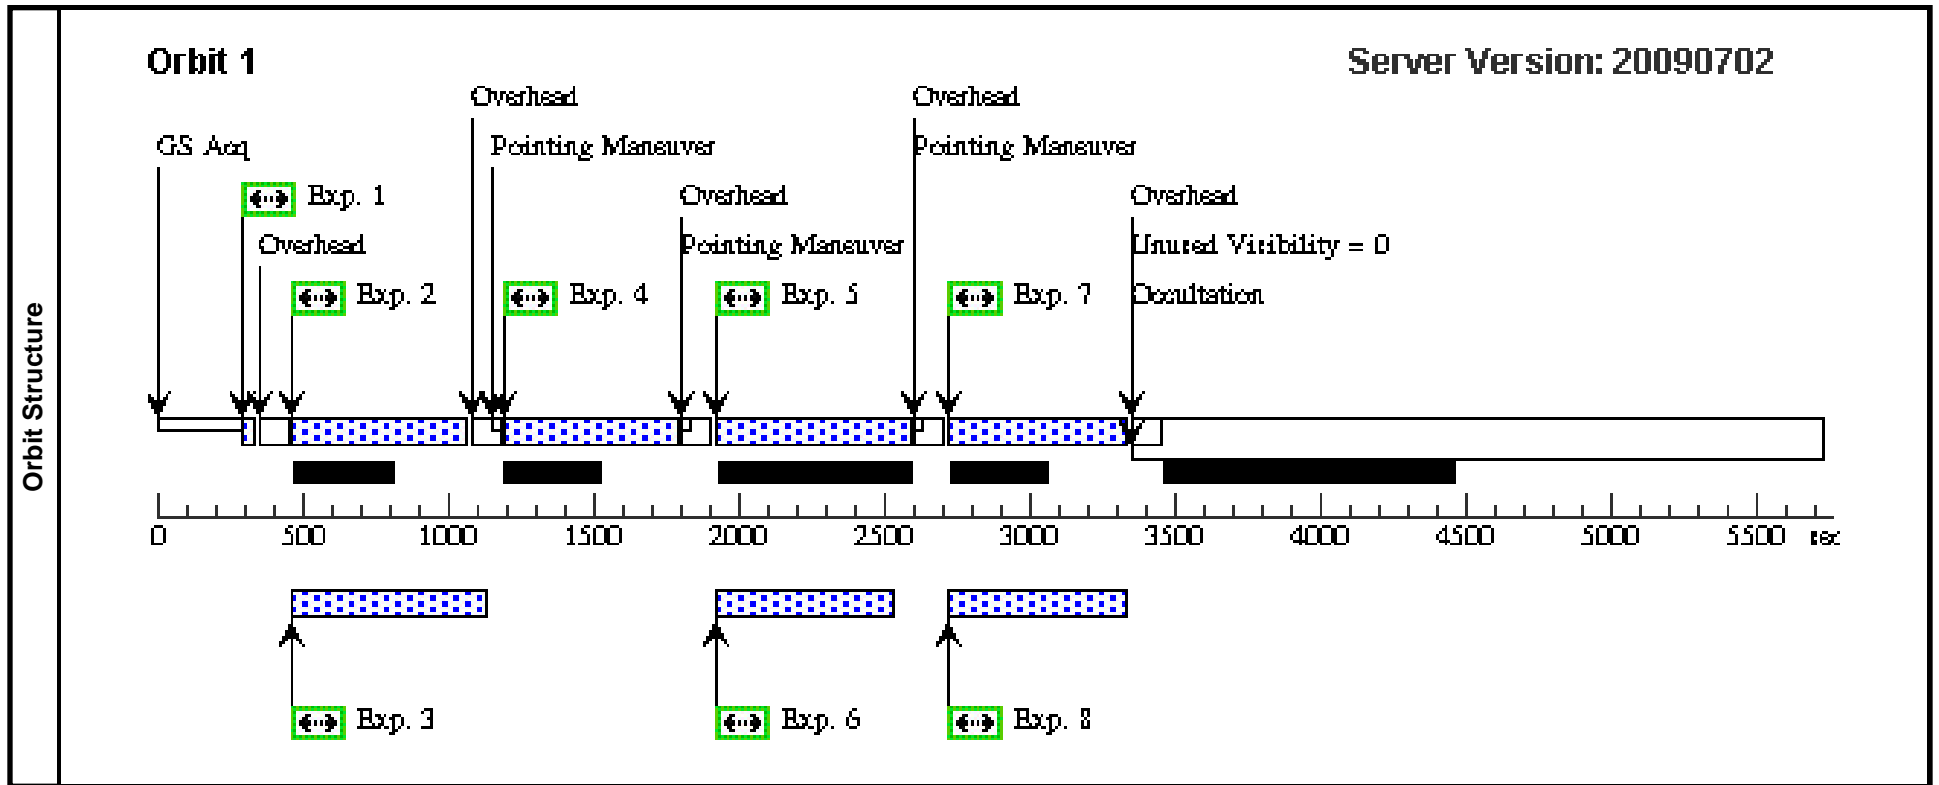 Orbit Structure
Orbit 1
Server Version: 20090702
Overhead
Overhead
GS Acq
Pointing Maneuver
Pointing Maneuver
Exp. 1
Overhead
Overhead
Overhead
Pointing Maneuver
Unused Visibility = 0
Exp. 2
Exp. 4
Exp. 5
Exp. 7
Occultation
0
500
1000
1500
2000
2500
3000
3500
4000
4500
5000
5500
sec
Exp. 3
Exp. 6
Exp. 8